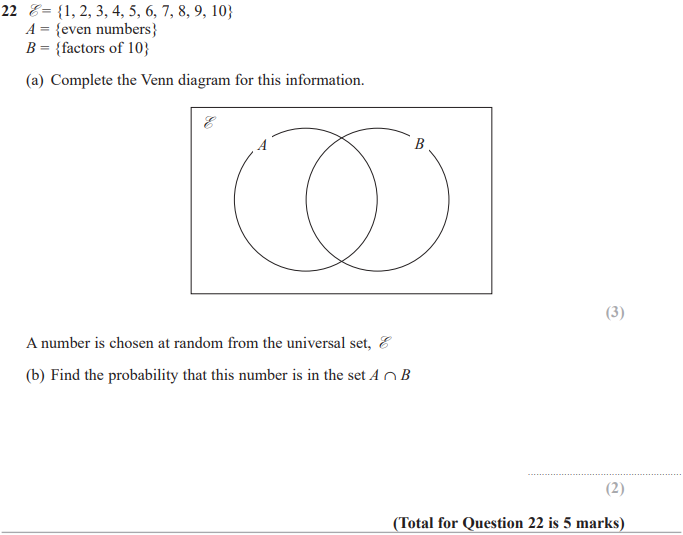 22 ℰ = {1, 2, 3, 4, 5, 6, 7, 8, 9, 10}
A = {even numbers}
B = {factors of 10}
(a) Complete the Venn diagram for this information.
ℰ
A
B
(3)
A number is chosen at random from the universal set, ℰ
(b) Find the probability that this number is in the set A ∩ B
(2)
(Total for Question 22 is 5 marks)